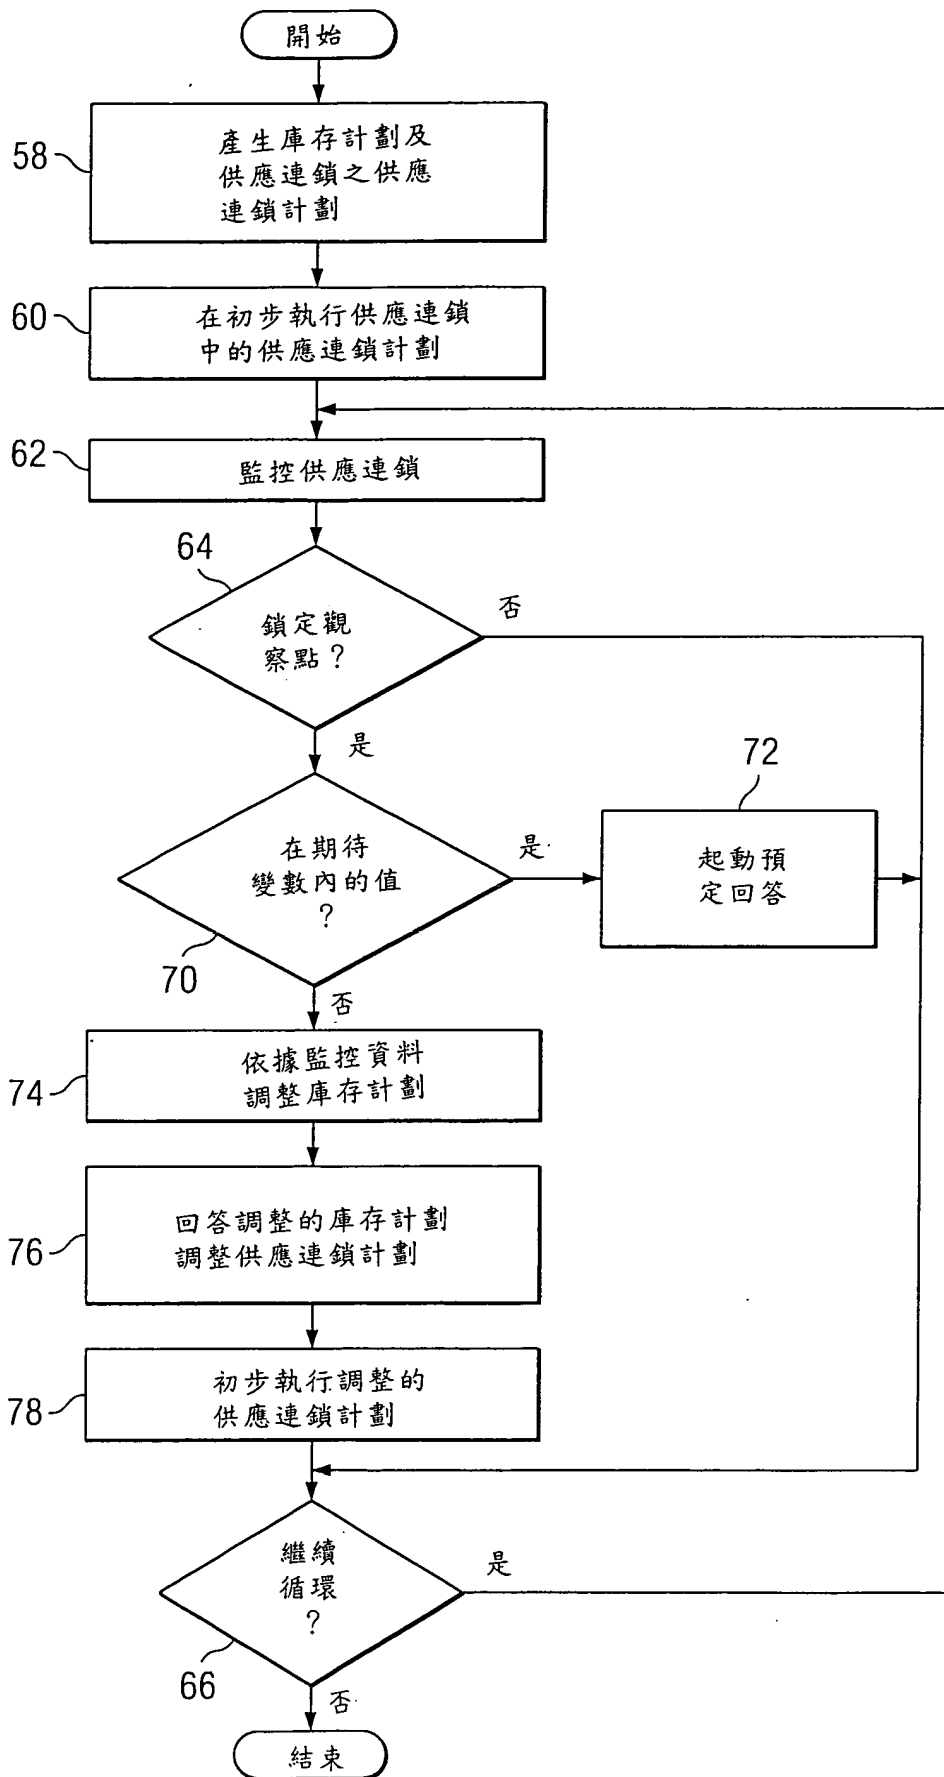 開始
58
產生庫存計劃及
供應連鎖之供應
連鎖計劃
60
在初步執行供應連鎖
中的供應連鎖計劃
62
監控供應連鎖
64
鎖定觀
察點？
否
是
72
在期待
變數內的值
？
是
起動預
定回答
70
否
74
依據監控資料
調整庫存計劃
76
回答調整的庫存計劃
調整供應連鎖計劃
78
初步執行調整的
供應連鎖計劃
繼續
循環
？
是
66
否
結束